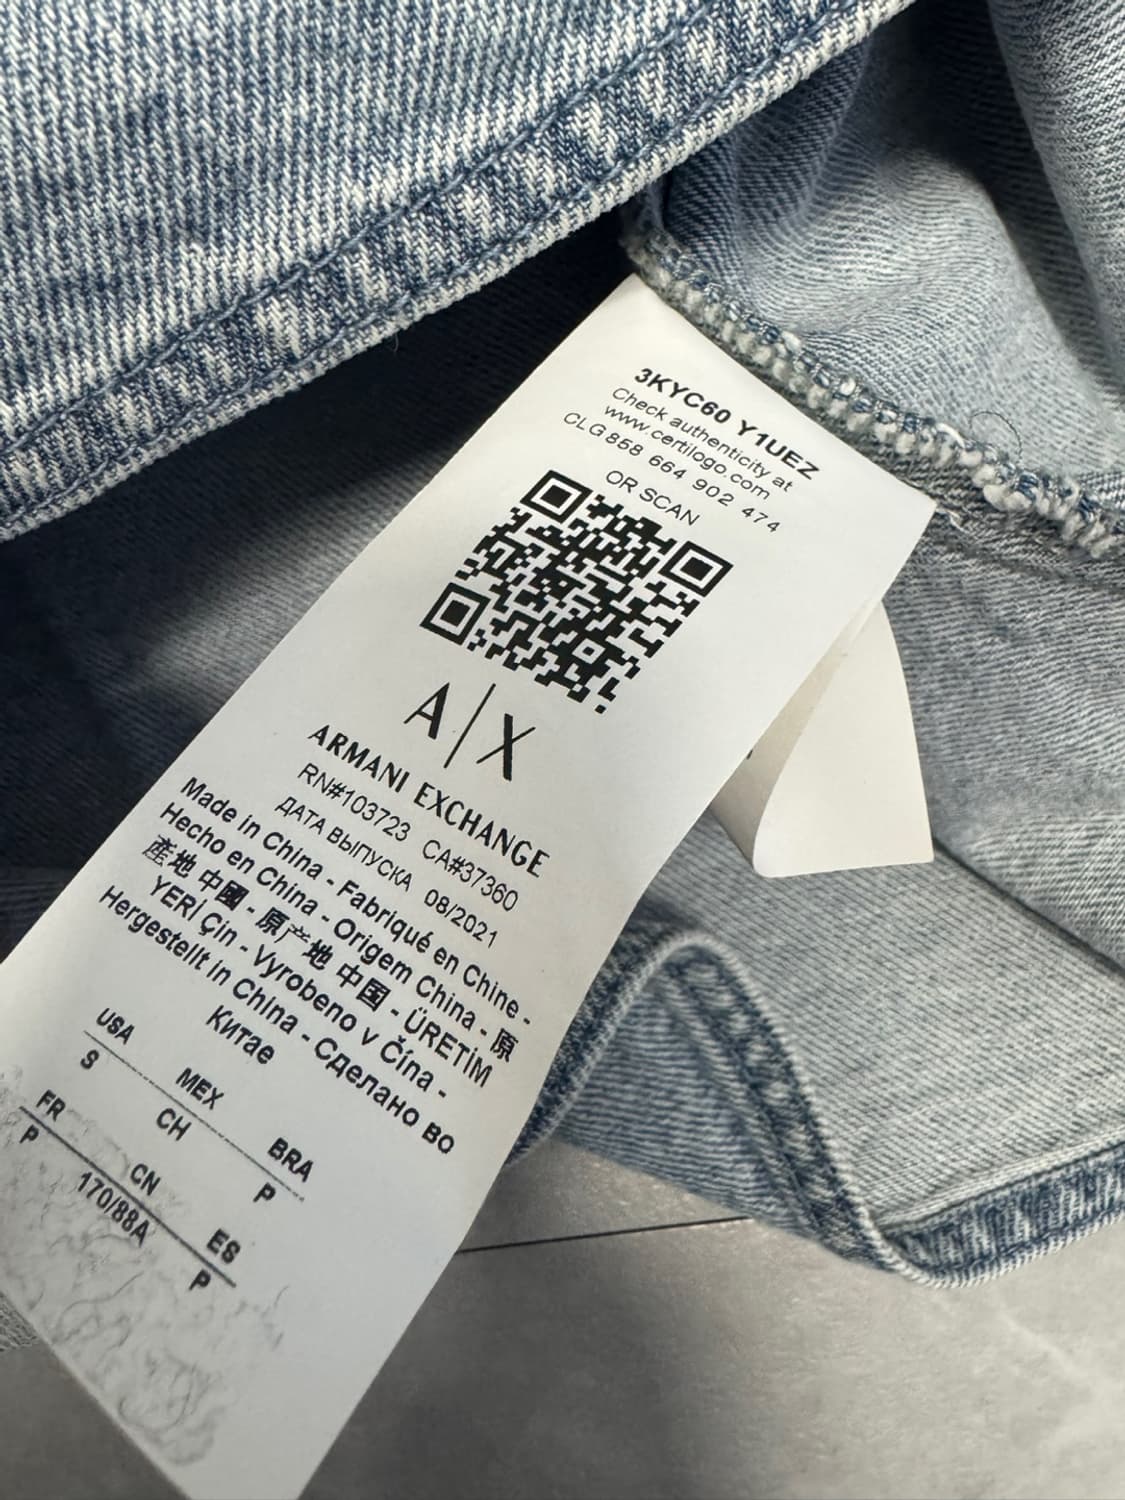 3KYC60 Y1UEZ
Check authenticity at
www.certilogo.com
CLG 858 664 902 474
OR SCAN
A|X
ARMANI EXCHANGE
RN#103723 CA#37360
ДАТА ВЫПУСКА 08/2021
Made in China - Fabriqué en Chine -
Hecho en China - Origem China - 原
產地 中國 - 原产地 中国 - ÜRETİM
YERİ Çin - Vyrobeno v Čína -
Hergestellt in China - Сделано во
Китае
USA MEX BRA
S CH P
FR CN ES
P 170/88A P